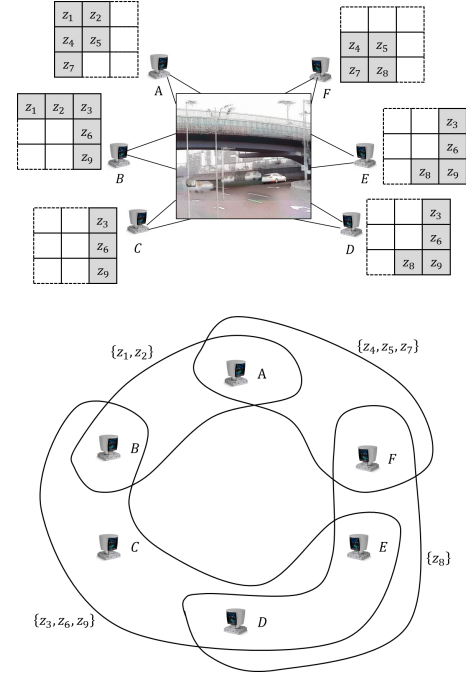 z₁ z₂
z₄ z₅
z₇
A
z₄ z₅
z₇ z₈
F
z₁ z₂ z₃
z₆
z₉
B
z₃
z₆
z₈ z₉
E
z₃
z₆
z₉
C
z₃
z₆
z₈ z₉
D
{z₁, z₂}
{z₄, z₅, z₇}
A
B
F
C
E
{z₈}
{z₃, z₆, z₉}
D